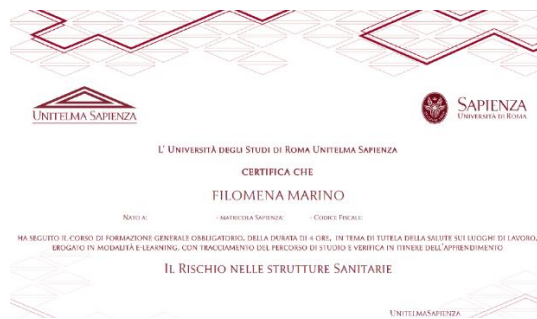 UNITELMA SAPIENZA
SAPIENZA
UNIVERSITÀ DI ROMA
L' UNIVERSITÀ DEGLI STUDI DI ROMA UNITELMA SAPIENZA
CERTIFICA CHE
FILOMENA MARINO
NATO A: - MATRICOLA SAPIENZA: - CODICE FISCALE:
HA SEGUITO IL CORSO DI FORMAZIONE GENERALE OBBLIGATORIO, DELLA DURATA DI 4 ORE, IN TEMA DI TUTELA DELLA SALUTE SUI LUOGHI DI LAVORO,
EROGATO IN MODALITÀ E-LEARNING, CON TRACCIAMENTO DEL PERCORSO DI STUDIO E VERIFICA IN ITINERE DELL'APPRENDIMENTO
IL RISCHIO NELLE STRUTTURE SANITARIE
UNITELMASAPIENZA